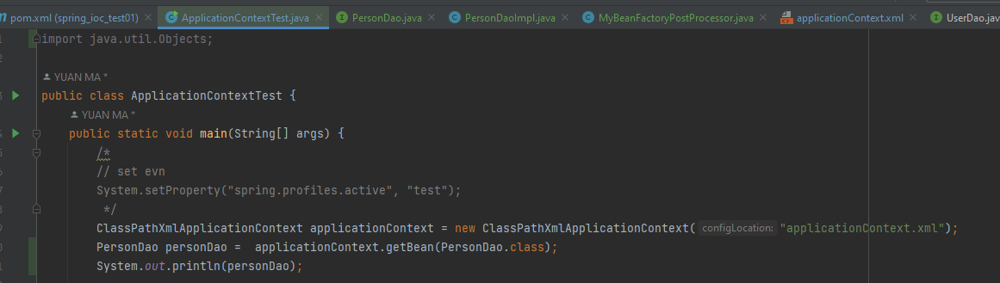 pom.xml (spring_ioc_test01) ApplicationContextTest.java PersonDao.java PersonDaoImpl.java MyBeanFactoryPostProcessor.java applicationContext.xml UserDao.jav
import java.util.Objects;
YUAN MA *
public class ApplicationContextTest {
YUAN MA *
public static void main(String[] args) {
/*
// set evn
System.setProperty("spring.profiles.active", "test");
*/
ClassPathXmlApplicationContext applicationContext = new ClassPathXmlApplicationContext( configLocation: "applicationContext.xml");
PersonDao personDao =  applicationContext.getBean(PersonDao.class);
System.out.println(personDao);